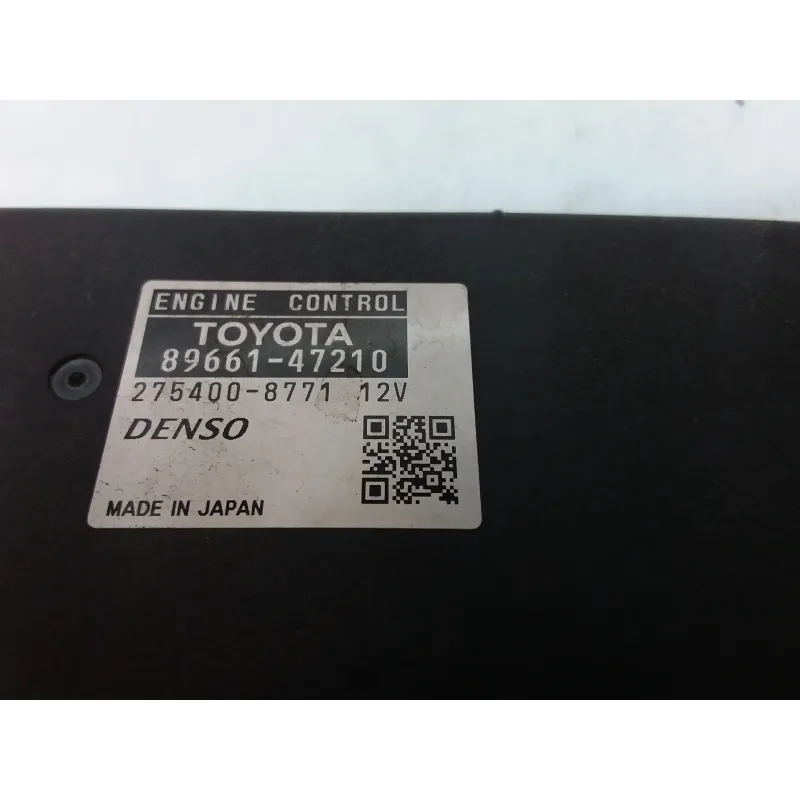 ENGINE CONTROL
TOYOTA
89661-47210
275400-8771 12V
DENSO
MADE IN JAPAN